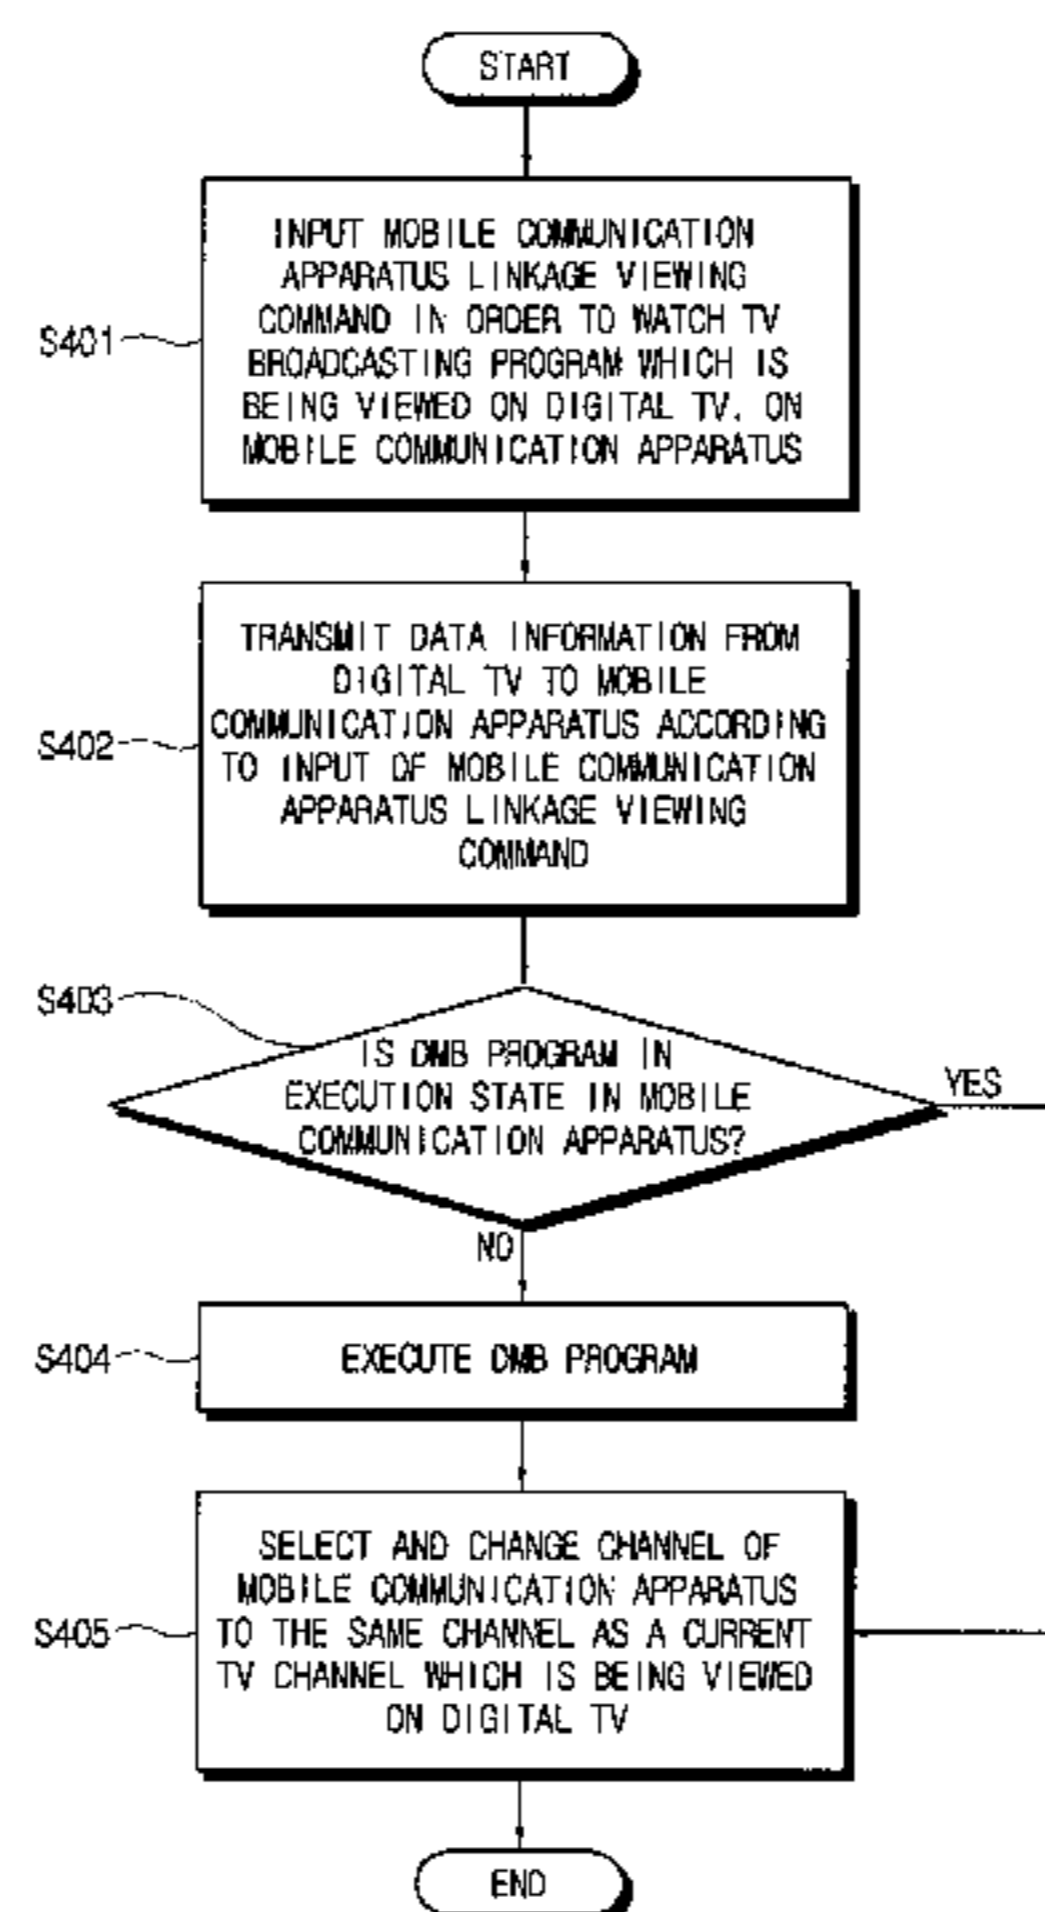 START
INPUT MOBILE COMMUNICATION
APPARATUS LINKAGE VIEWING
COMMAND IN ORDER TO WATCH TV
BROADCASTING PROGRAM WHICH IS
BEING VIEWED ON DIGITAL TV, ON
MOBILE COMMUNICATION APPARATUS
S401
TRANSMIT DATA INFORMATION FROM
DIGITAL TV TO MOBILE
COMMUNICATION APPARATUS ACCORDING
TO INPUT OF MOBILE COMMUNICATION
APPARATUS LINKAGE VIEWING
COMMAND
S402
S403
IS DMB PROGRAM IN
EXECUTION STATE IN MOBILE
COMMUNICATION APPARATUS?
YES
NO
S404
EXECUTE DMB PROGRAM
SELECT AND CHANGE CHANNEL OF
MOBILE COMMUNICATION APPARATUS
TO THE SAME CHANNEL AS A CURRENT
TV CHANNEL WHICH IS BEING VIEWED
ON DIGITAL TV
S405
END